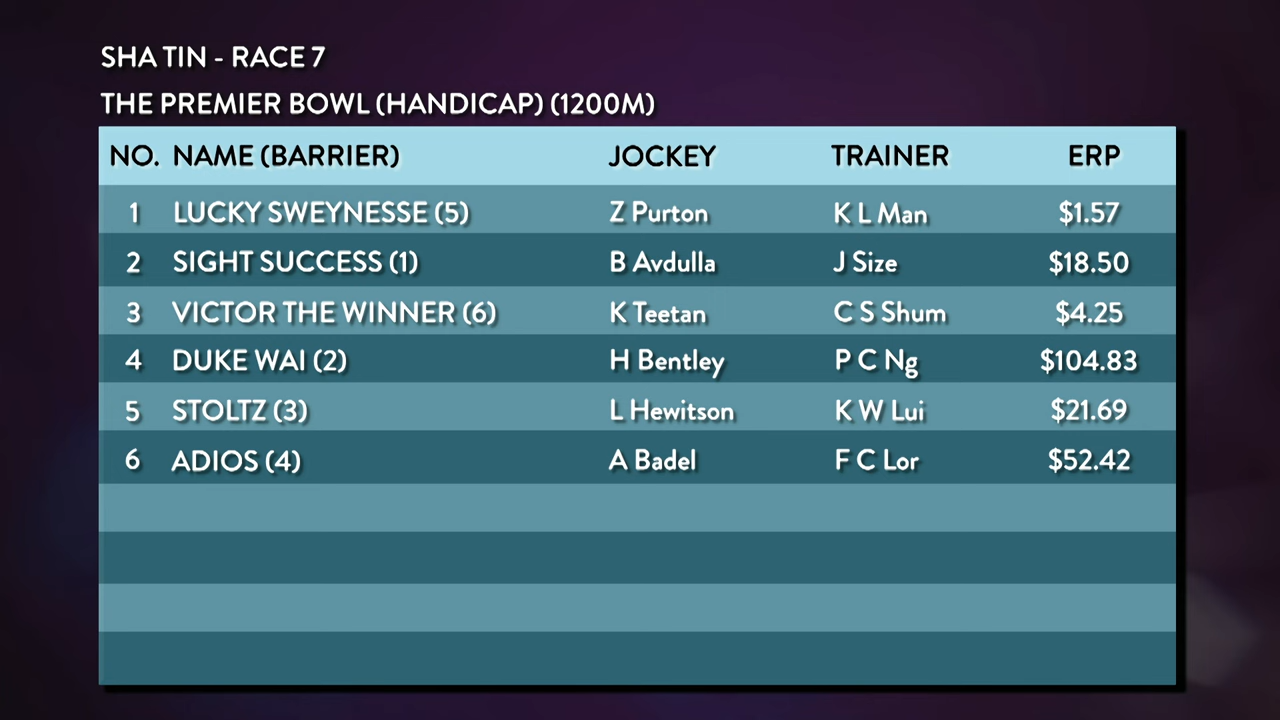 SHA TIN - RACE 7
THE PREMIER BOWL (HANDICAP) (1200M)
NO. NAME (BARRIER) JOCKEY TRAINER ERP
1 LUCKY SWEYNESSE (5) Z Purton K L Man $1.57
2 SIGHT SUCCESS (1) B Avdulla J Size $18.50
3 VICTOR THE WINNER (6) K Teetan C S Shum $4.25
4 DUKE WAI (2) H Bentley P C Ng $104.83
5 STOLTZ (3) L Hewitson K W Lui $21.69
6 ADIOS (4) A Badel F C Lor $52.42